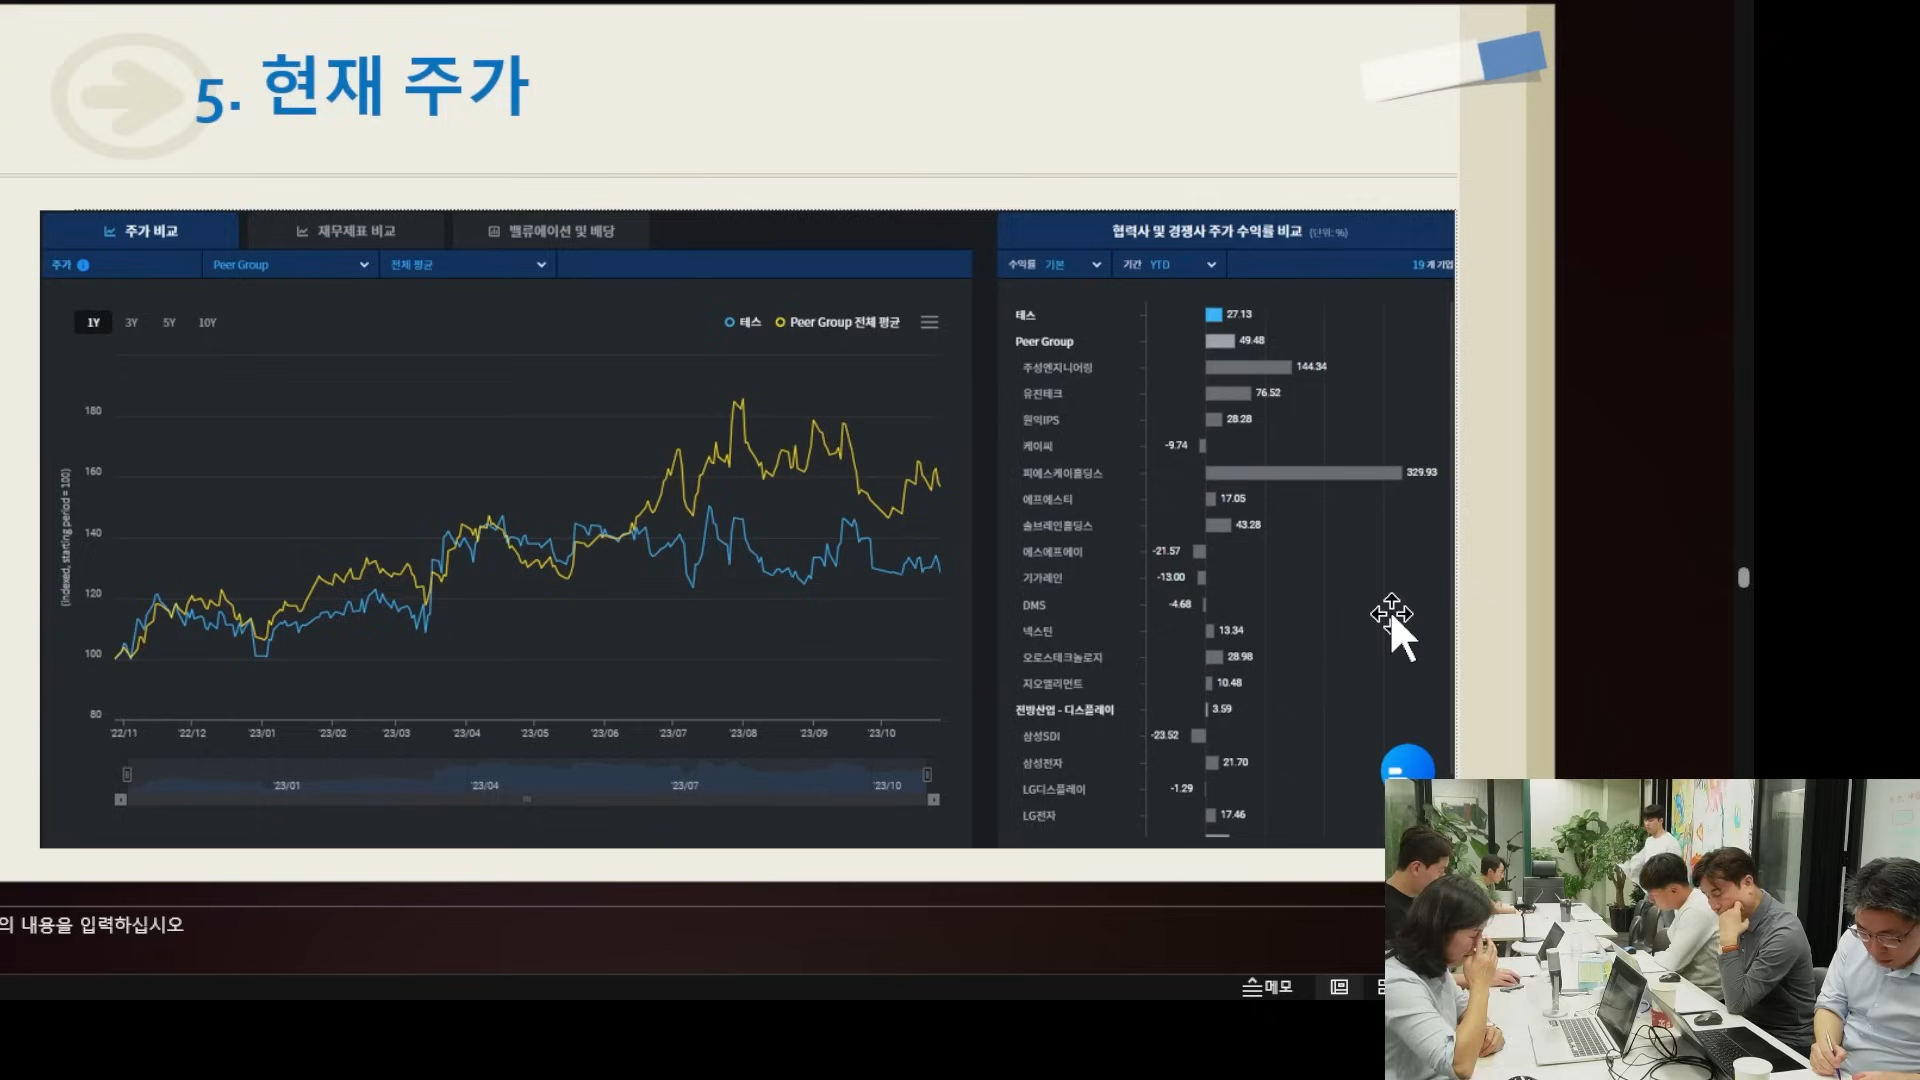 5. 현재 주가
주가 비교
재무제표 비교
밸류에이션 및 배당
주가
Peer Group
전체 평균
1Y 3Y 5Y 10Y
테스 Peer Group 전체 평균
(indexed, starting period = 100)
180
160
140
120
100
80
'22/11 '22/12 '23/01 '23/02 '23/03 '23/04 '23/05 '23/06 '23/07 '23/08 '23/09 '23/10
'23/01 '23/04 '23/07 '23/10
협력사 및 경쟁사 주가 수익률 비교 (단위: %)
수익률 기본 기간 YTD 19개 기업
테스 27.13
Peer Group 49.48
주성엔지니어링 144.34
유진테크 76.52
원익IPS 28.28
케이씨 -9.74
피에스케이홀딩스 329.93
에프에스티 17.05
솔브레인홀딩스 43.28
에스에프에이 -21.57
기가레인 -13.00
DMS -4.68
넥스틴 13.34
오로스테크놀로지 28.98
지오엘리먼트 10.48
전방산업 - 디스플레이 3.59
삼성SDI -23.52
삼성전자 21.70
LG디스플레이 -1.29
LG전자 17.46
의 내용을 입력하십시오
메모